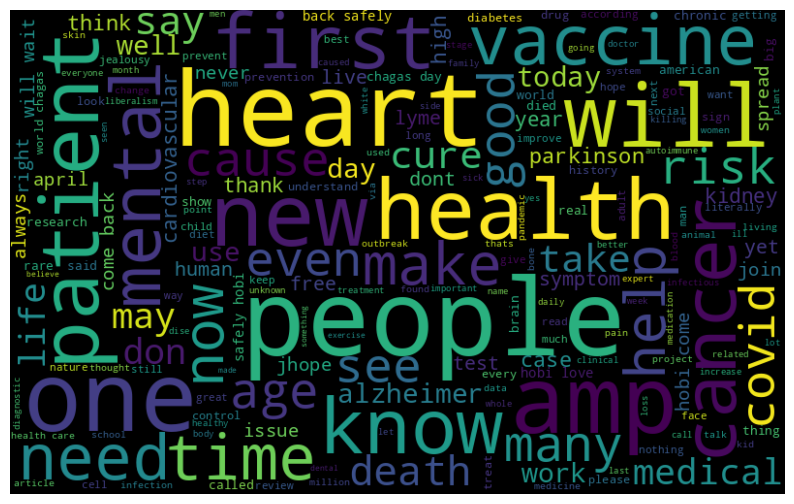 back safely
diabetes
drug
according
chronic
getting
men
skin
think
say
first
vaccine
jealousy
well
wait
best
high
doctor
stage
going
everyone
month
prevent
never
caused
family
prevention
live
chagas day
good
system
american
big
look
change
liberalism
mom
today
hope
world
next
want
spread
heart
will
patient
mental
died
social
killing
plant
seen
year
sign
women
lyme
white
side
improve
right
will
world chagas
cardiovascular
long
cause
cure
parkinson
risk
autoimmune
used
day
dont
history
via
sick
yes
thank
understand
april
step
show
real
kidney
literally
always
research
point
child
diet
new
health
pandemic
adult
man
animal
ill
living
come back
rare
said
use
human
even
outbreak
thats
make
give
bone
better
take
help
cancer
yet
join
believe
life
way
free
keep
treatment
found
important
symptom
expert
blood
infectious
may
now
safely hobi
unknown
name
people
brain
daily
week
medication
covid
dise
something
exercise
read
pain
don
jhope
see
test
much
case
clinical
project
related
nature
thought
still
made
every
hobi love
hobi
come
increase
lot
one
age
alzheimer
data
amp
loss
face
thing
diagnostic
great
control
whole
know
many
nothing
call
talk
kid
health care
school
healthy
body
issue
let
need
time
death
treat
work
please
last
medical
article
cell
infection
called
review
million
dental
medicine
got